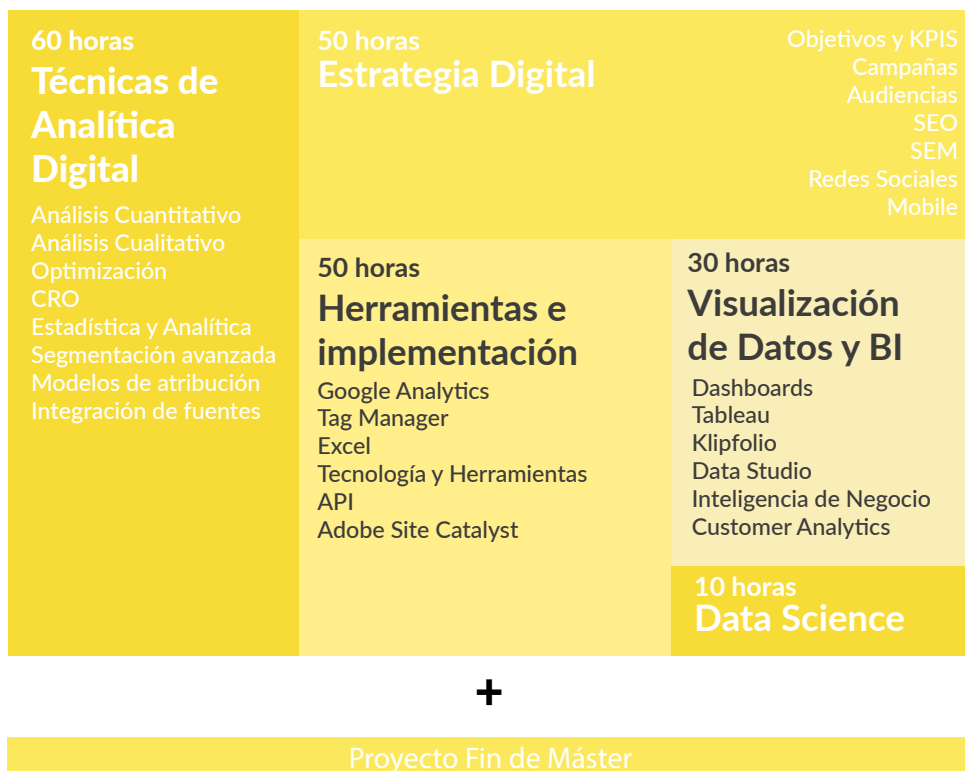 60 horas
Técnicas de
Analítica
Digital
Análisis Cuantitativo
Análisis Cualitativo
Optimización
CRO
Estadística y Analítica
Segmentación avanzada
Modelos de atribución
Integración de fuentes
50 horas
Estrategia Digital
Objetivos y KPIS
Campañas
Audiencias
SEO
SEM
Redes Sociales
Mobile
50 horas
Herramientas e
implementación
Google Analytics
Tag Manager
Excel
Tecnología y Herramientas
API
Adobe Site Catalyst
30 horas
Visualización
de Datos y BI
Dashboards
Tableau
Klipfolio
Data Studio
Inteligencia de Negocio
Customer Analytics
10 horas
Data Science
+
Proyecto Fin de Máster